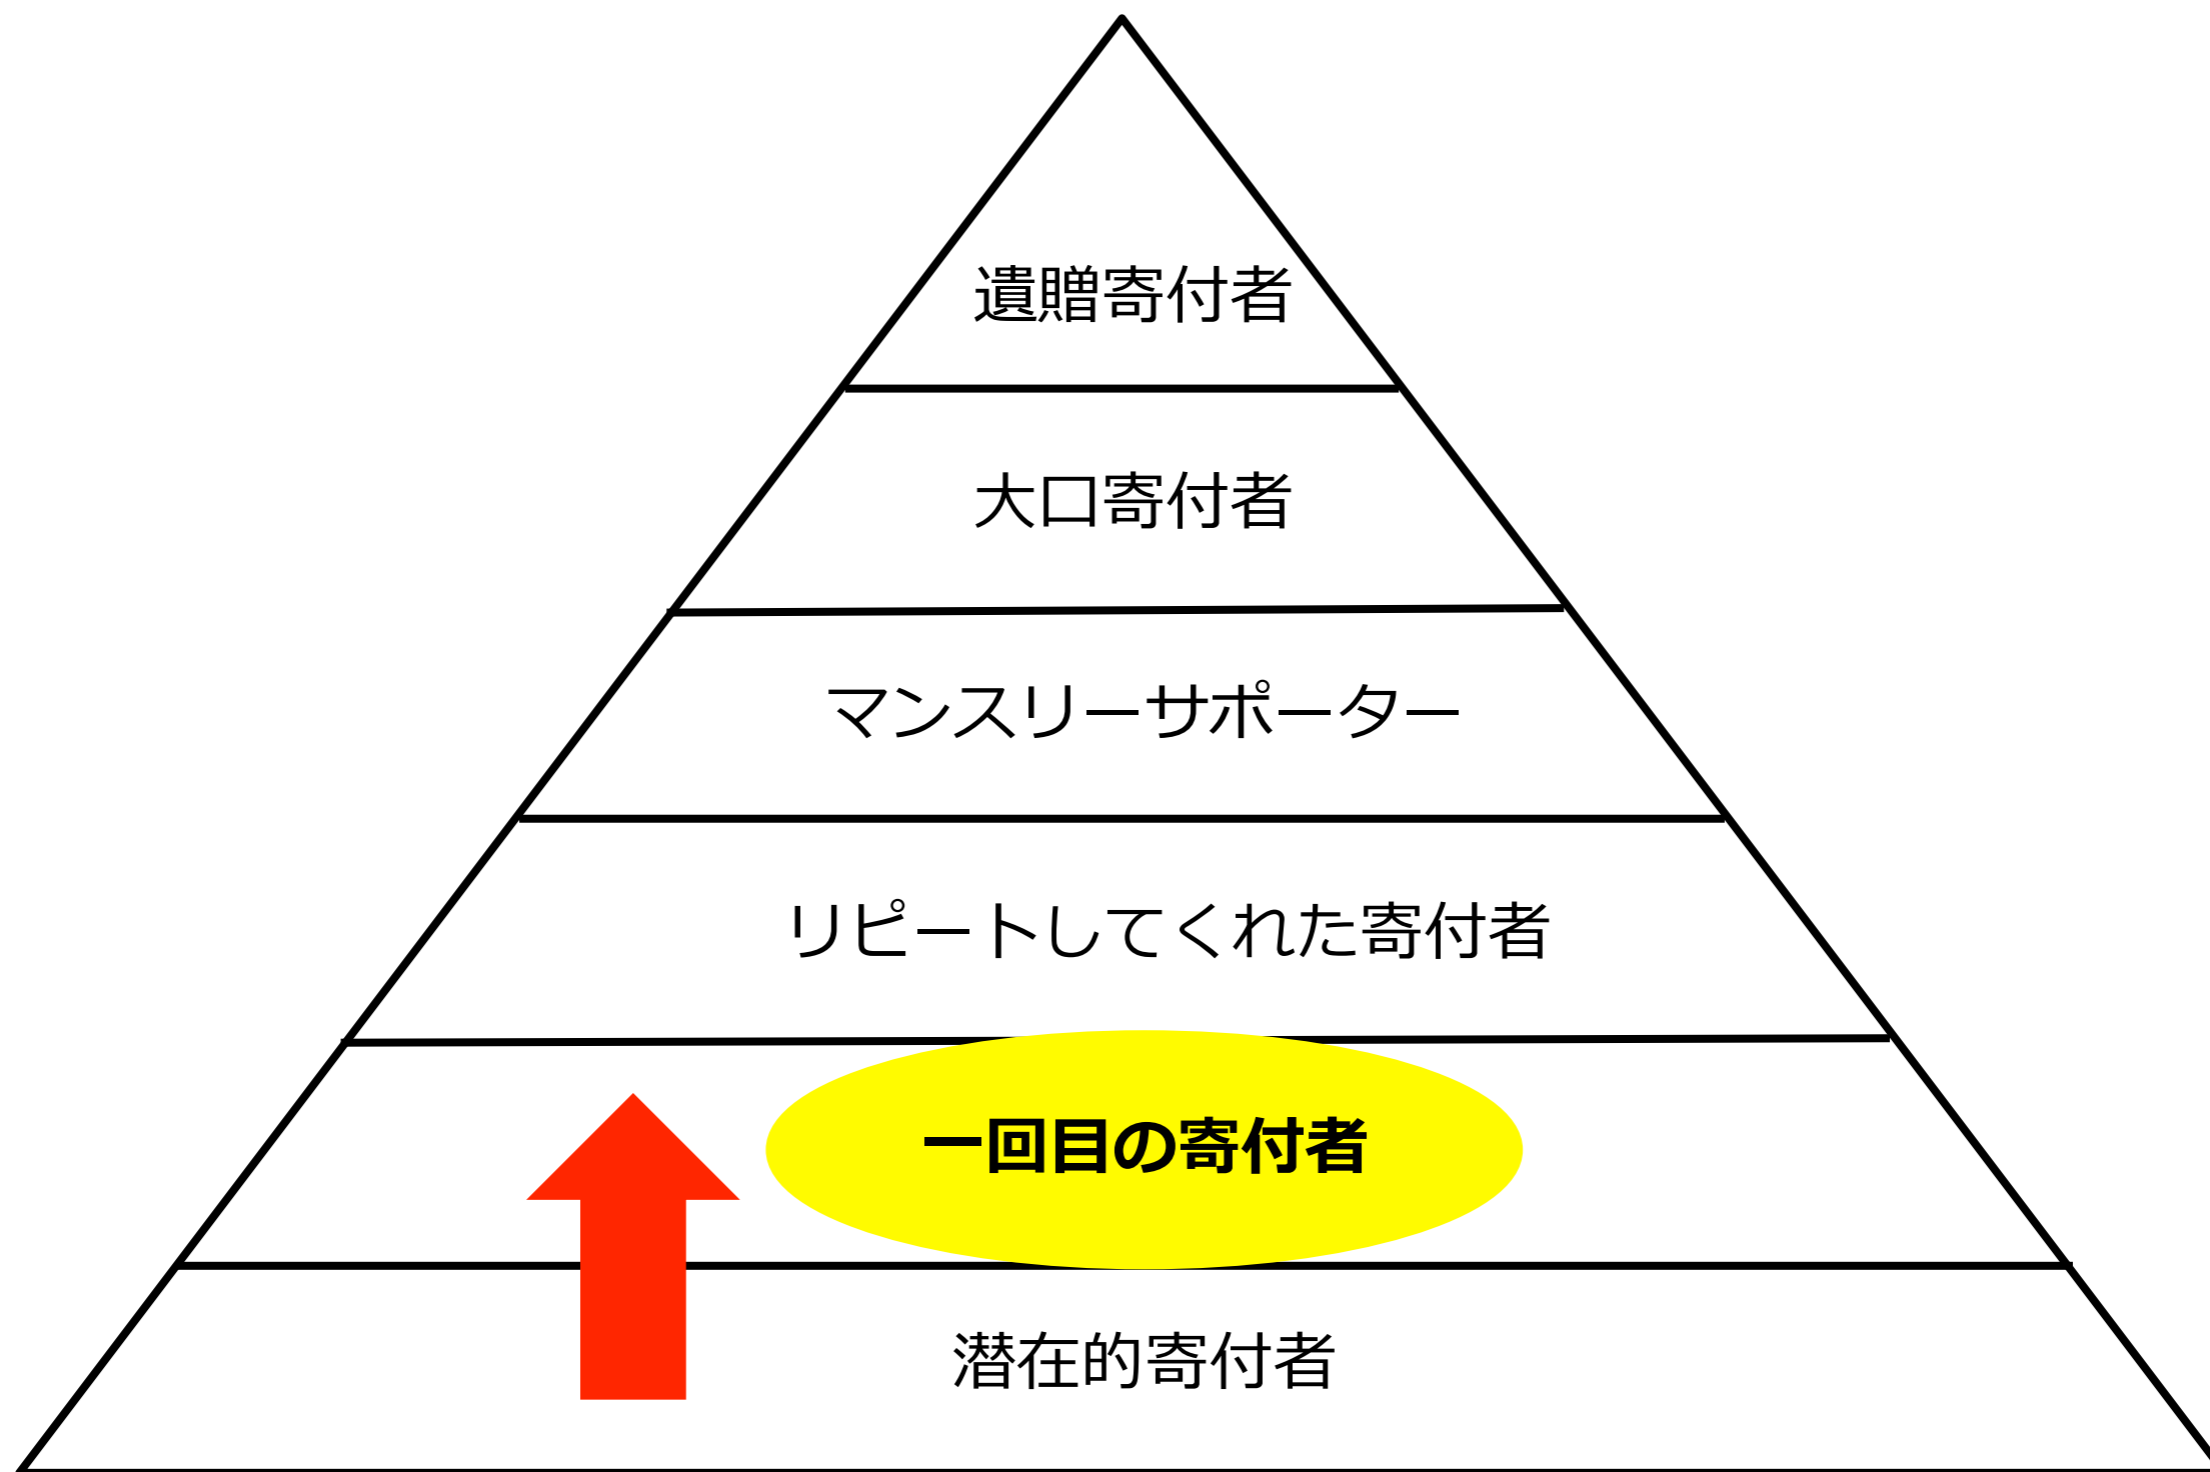 遺贈寄付者
大口寄付者
マンスリーサポーター
リピートしてくれた寄付者
一回目の寄付者
潜在的寄付者